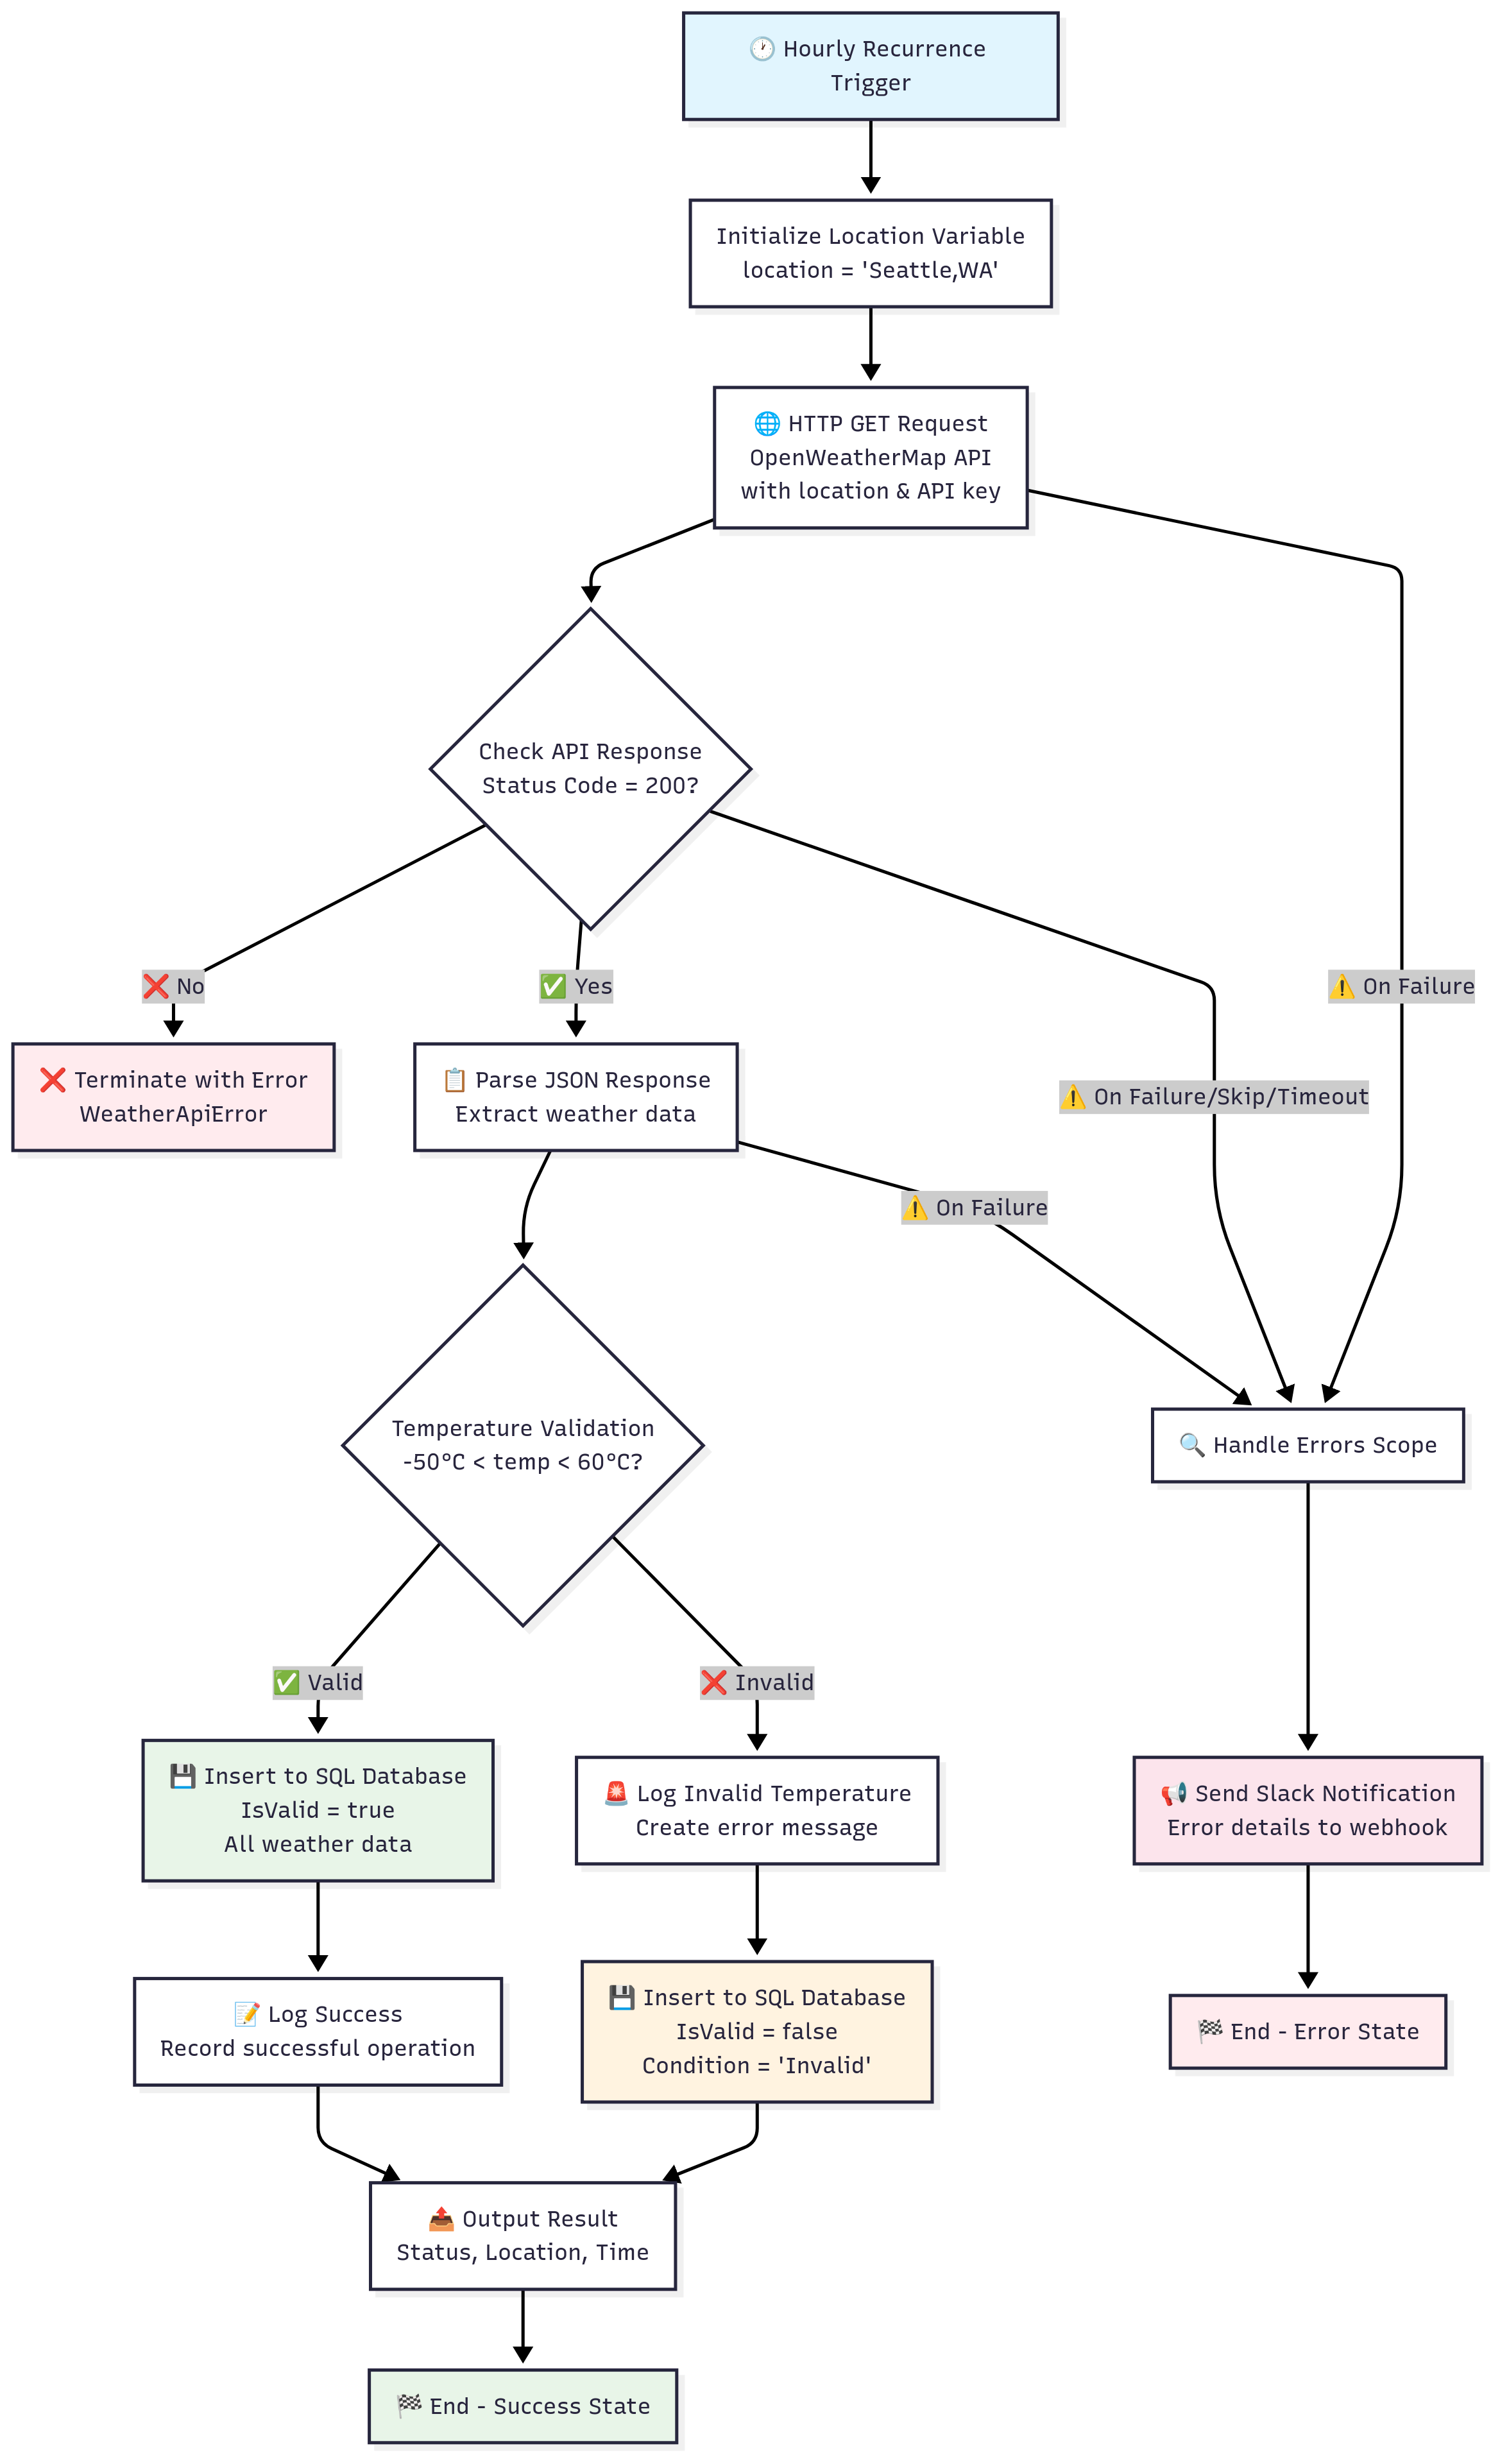 🕐 Hourly Recurrence
Trigger
Initialize Location Variable
location = 'Seattle,WA'
🌐 HTTP GET Request
OpenWeatherMap API
with location & API key
Check API Response
Status Code = 200?
❌ No
✅ Yes
⚠️ On Failure
❌ Terminate with Error
WeatherApiError
📋 Parse JSON Response
Extract weather data
⚠️ On Failure/Skip/Timeout
⚠️ On Failure
Temperature Validation
-50°C < temp < 60°C?
🔍 Handle Errors Scope
✅ Valid
❌ Invalid
💾 Insert to SQL Database
IsValid = true
All weather data
🚨 Log Invalid Temperature
Create error message
📢 Send Slack Notification
Error details to webhook
📝 Log Success
Record successful operation
💾 Insert to SQL Database
IsValid = false
Condition = 'Invalid'
🏁 End - Error State
📤 Output Result
Status, Location, Time
🏁 End - Success State